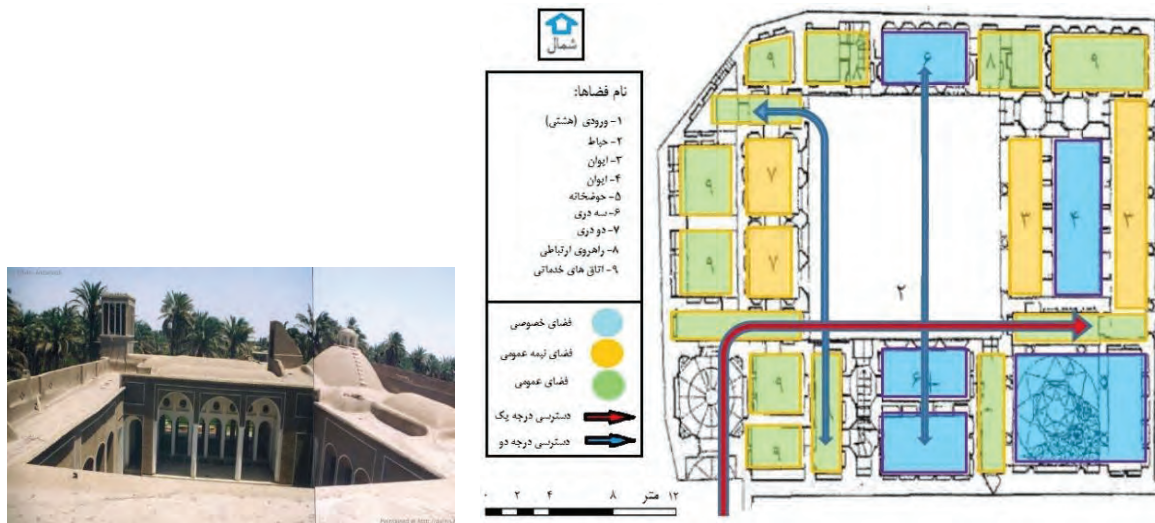 شمال
نام فضاها:
۱- ورودی (هشتی)
۲- حیاط
۳- ایوان
۴- ایوان
۵- حوضخانه
۶- سه دری
۷- دو دری
۸- راهروی ارتباطی
۹- اتاق های خدماتی
فضای خصوصی
فضای نیمه عمومی
فضای عمومی
دسترسی درجه یک
دسترسی درجه دو
۰ ۲ ۴ ۸ متر ۱۲
۹ ۸ ۶ ۸ ۹
۹ ۷ ۳ ۴ ۳
۹ ۷
۲
۹